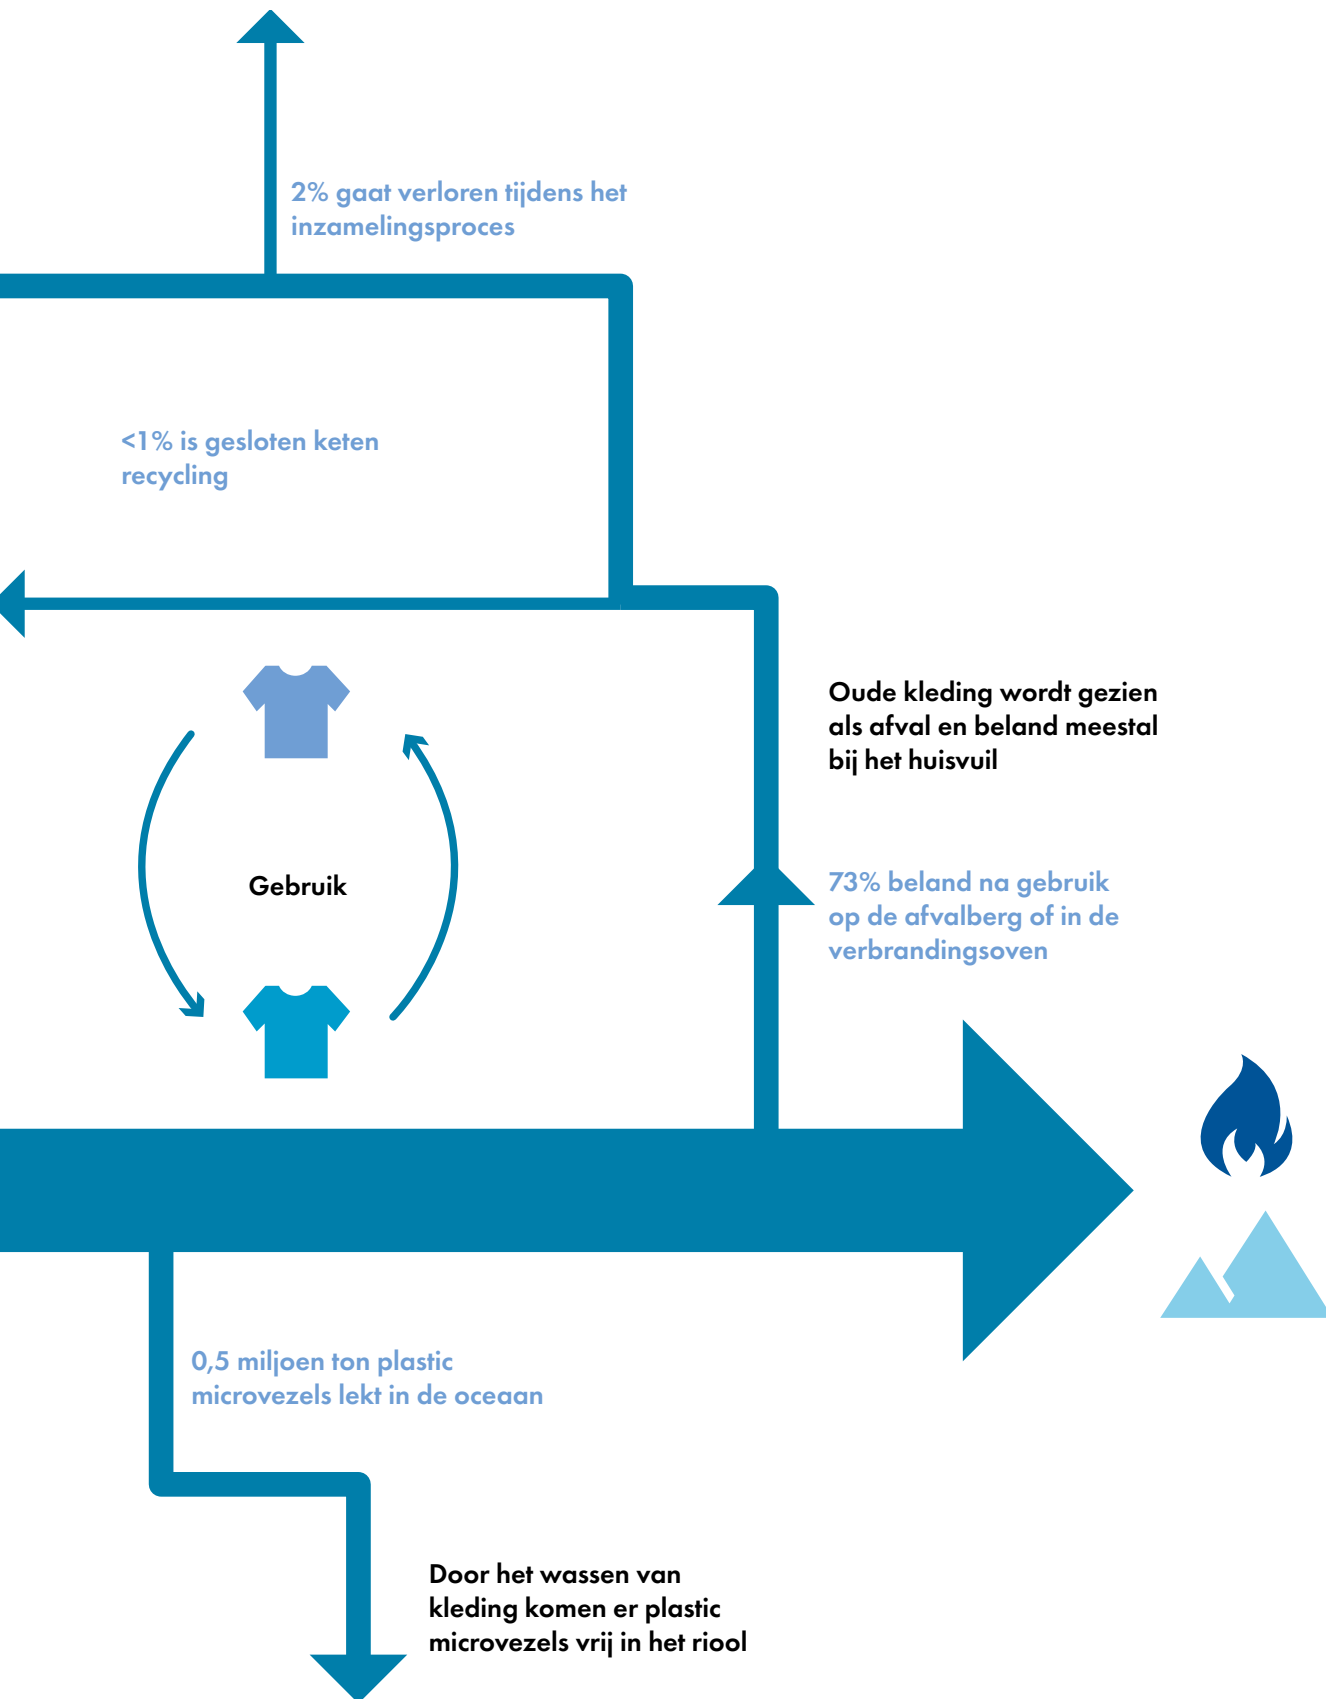 2% gaat verloren tijdens het
inzamelingsproces
<1% is gesloten keten
recycling
Oude kleding wordt gezien
als afval en beland meestal
bij het huisvuil
73% beland na gebruik
op de afvalberg of in de
verbrandingsoven
Gebruik
0,5 miljoen ton plastic
microvezels lekt in de oceaan
Door het wassen van
kleding komen er plastic
microvezels vrij in het riool